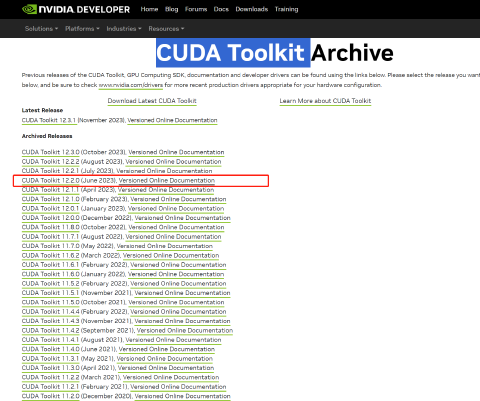 NVIDIA DEVELOPER Home Blog Forums Docs Downloads Training
Solutions Platforms Industries Resources
CUDA Toolkit Archive
Previous releases of the CUDA Toolkit, GPU Computing SDK, documentation and developer drivers can be found using the links below. Please select the release you want
below, and be sure to check www.nvidia.com/drivers for more recent production drivers appropriate for your hardware configuration.
Download Latest CUDA Toolkit Learn More about CUDA Toolkit
Latest Release
CUDA Toolkit 12.3.1 (November 2023), Versioned Online Documentation
Archived Releases
CUDA Toolkit 12.3.0 (October 2023), Versioned Online Documentation
CUDA Toolkit 12.2.2 (August 2023), Versioned Online Documentation
CUDA Toolkit 12.2.1 (July 2023), Versioned Online Documentation
CUDA Toolkit 12.2.0 (June 2023), Versioned Online Documentation
CUDA Toolkit 12.1.1 (April 2023), Versioned Online Documentation
CUDA Toolkit 12.1.0 (February 2023), Versioned Online Documentation
CUDA Toolkit 12.0.1 (January 2023), Versioned Online Documentation
CUDA Toolkit 12.0.0 (December 2022), Versioned Online Documentation
CUDA Toolkit 11.8.0 (October 2022), Versioned Online Documentation
CUDA Toolkit 11.7.1 (August 2022), Versioned Online Documentation
CUDA Toolkit 11.7.0 (May 2022), Versioned Online Documentation
CUDA Toolkit 11.6.2 (March 2022), Versioned Online Documentation
CUDA Toolkit 11.6.1 (February 2022), Versioned Online Documentation
CUDA Toolkit 11.6.0 (January 2022), Versioned Online Documentation
CUDA Toolkit 11.5.2 (February 2022), Versioned Online Documentation
CUDA Toolkit 11.5.1 (November 2021), Versioned Online Documentation
CUDA Toolkit 11.5.0 (October 2021), Versioned Online Documentation
CUDA Toolkit 11.4.4 (February 2022), Versioned Online Documentation
CUDA Toolkit 11.4.3 (November 2021), Versioned Online Documentation
CUDA Toolkit 11.4.2 (September 2021), Versioned Online Documentation
CUDA Toolkit 11.4.1 (August 2021), Versioned Online Documentation
CUDA Toolkit 11.4.0 (June 2021), Versioned Online Documentation
CUDA Toolkit 11.3.1 (May 2021), Versioned Online Documentation
CUDA Toolkit 11.3.0 (April 2021), Versioned Online Documentation
CUDA Toolkit 11.2.2 (March 2021), Versioned Online Documentation
CUDA Toolkit 11.2.1 (February 2021), Versioned Online Documentation
CUDA Toolkit 11.2.0 (December 2020), Versioned Online Documentation